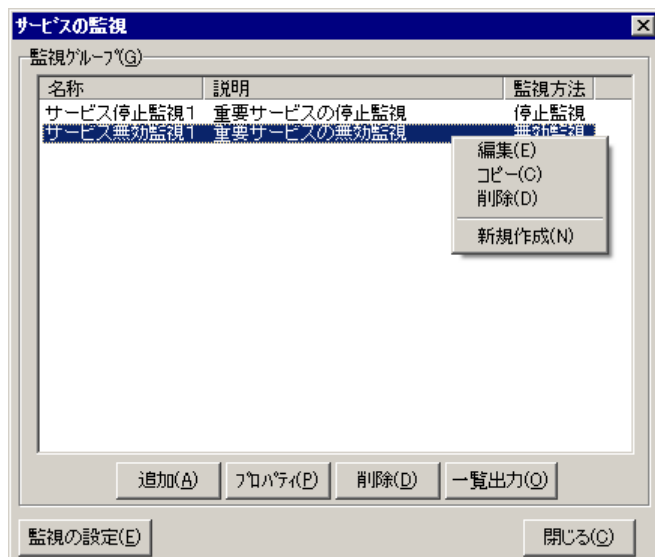 サービスの監視
監視グループ(G)
名称 説明 監視方法
サービス停止監視1 重要サービスの停止監視 停止監視
サービス無効監視1 重要サービスの無効監視 無効監視
編集(E)
コピー(C)
削除(D)
新規作成(N)
追加(A) プロパティ(P) 削除(D) 一覧出力(O)
監視の設定(E) 閉じる(C)